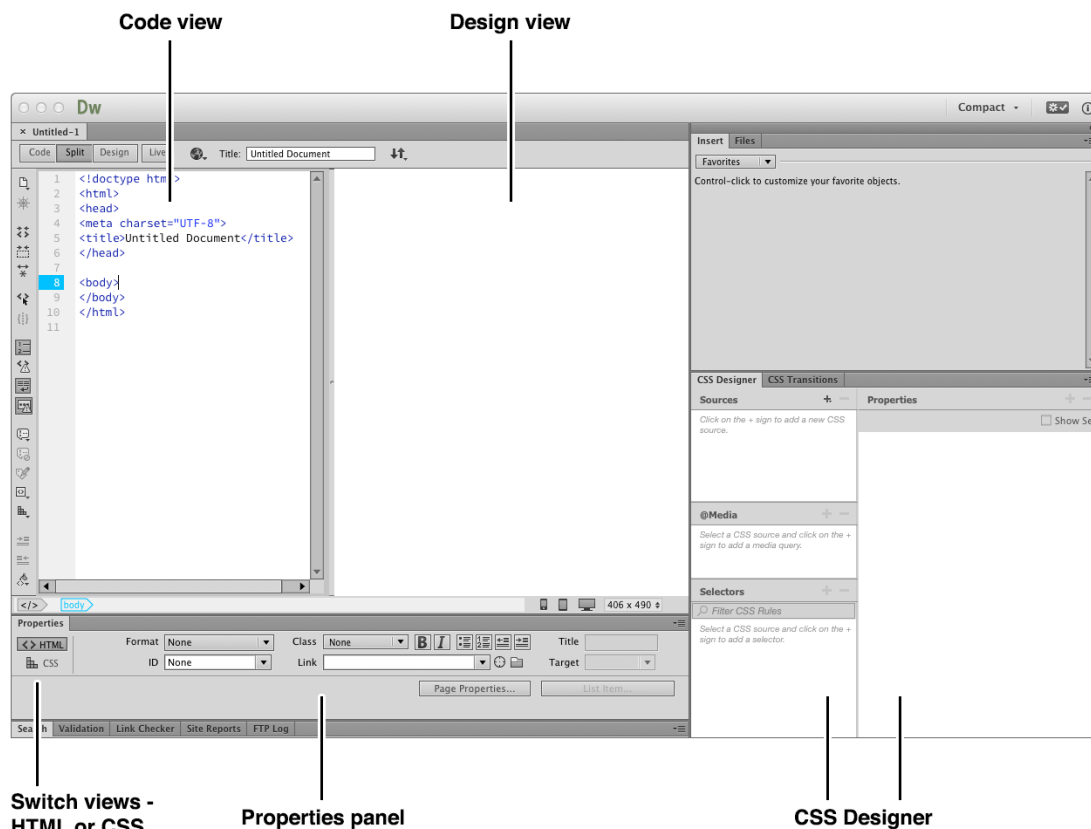 Code view
Design view
Dw
Compact
× Untitled-1
Code Split Design Live
Title: Untitled Document
1 <!doctype htm >
2 <html>
3 <head>
4 <meta charset="UTF-8">
5 <title>Untitled Document</title>
6 </head>
7
8 <body>
9 </body>
10 </html>
11
</> body
406 x 490
Insert Files
Favorites
Control-click to customize your favorite objects.
CSS Designer CSS Transitions
Sources
Click on the + sign to add a new CSS
source.
Properties
Show Se
@Media
Select a CSS source and click on the +
sign to add a media query.
Selectors
Filter CSS Rules
Select a CSS source and click on the +
sign to add a selector.
Properties
<> HTML
CSS
Format None
Class None
B I
Title
ID None
Link
Target
Page Properties...
List Item...
Search Validation Link Checker Site Reports FTP Log
Switch views -
HTML or CSS
Properties panel
CSS Designer